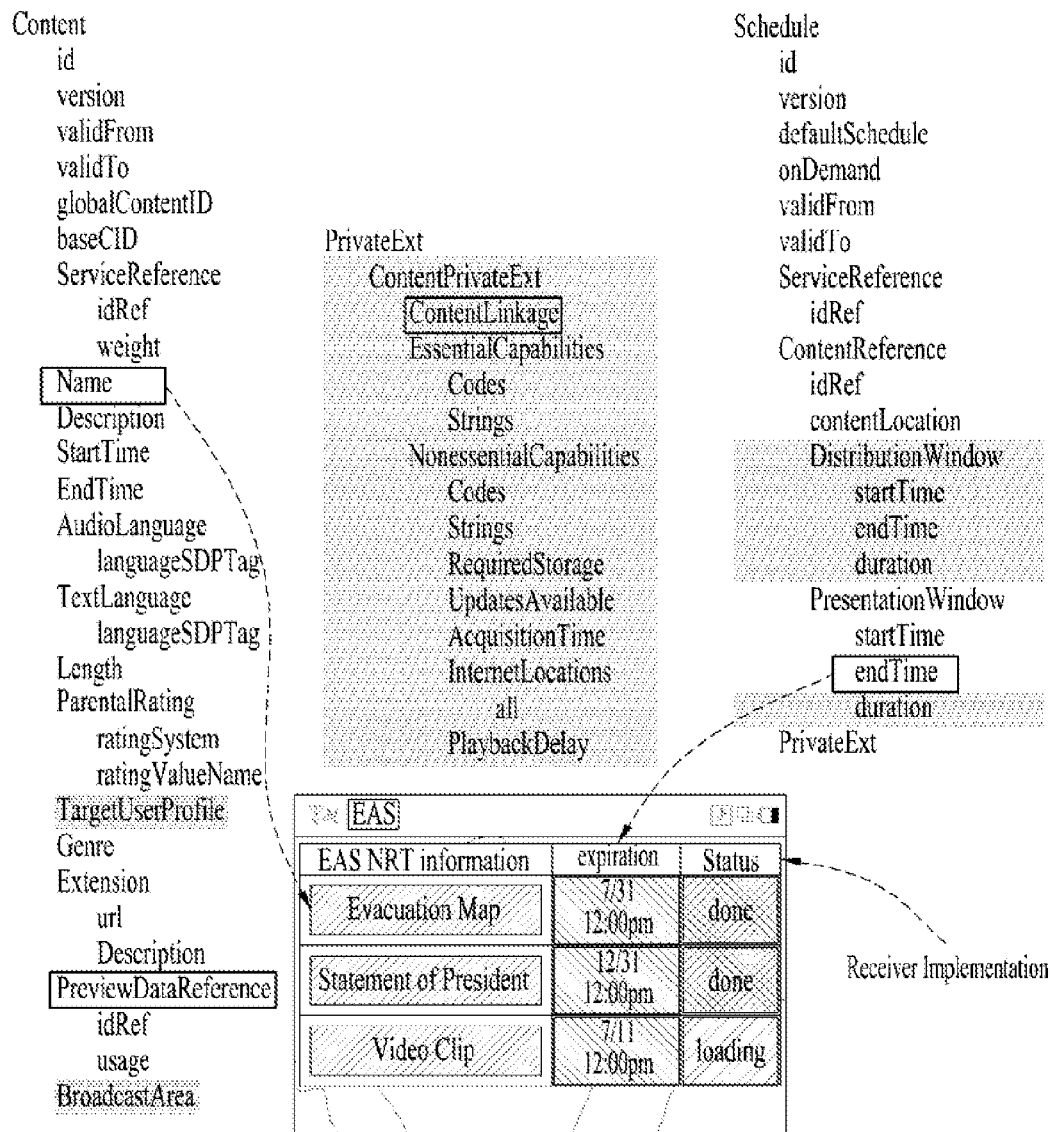 Content
id
version
validFrom
validTo
globalContentID
baseCID
ServiceReference
idRef
weight
Name
Description
StartTime
EndTime
AudioLanguage
languageSDPTag
TextLanguage
languageSDPTag
Length
ParentalRating
ratingSystem
ratingValueName
TargetUserProfile
Genre
Extension
url
Description
PreviewDataReference
idRef
usage
BroadcastArea
PrivateExt
ContentPrivateExt
ContentLinkage
EssentialCapabilities
Codes
Strings
NonessentialCapabilities
Codes
Strings
RequiredStorage
UpdatesAvailable
AcquisitionTime
InternetLocations
all
PlaybackDelay
Schedule
id
version
defaultSchedule
onDemand
validFrom
validTo
ServiceReference
idRef
ContentReference
idRef
contentLocation
DistributionWindow
startTime
endTime
duration
PresentationWindow
startTime
endTime
duration
PrivateExt
EAS
EAS NRT information expiration Status
Evacuation Map 7/31 12:00pm done
Statement of President 12/31 12:00pm done
Video Clip 7/11 12:00pm loading
Receiver Implementation